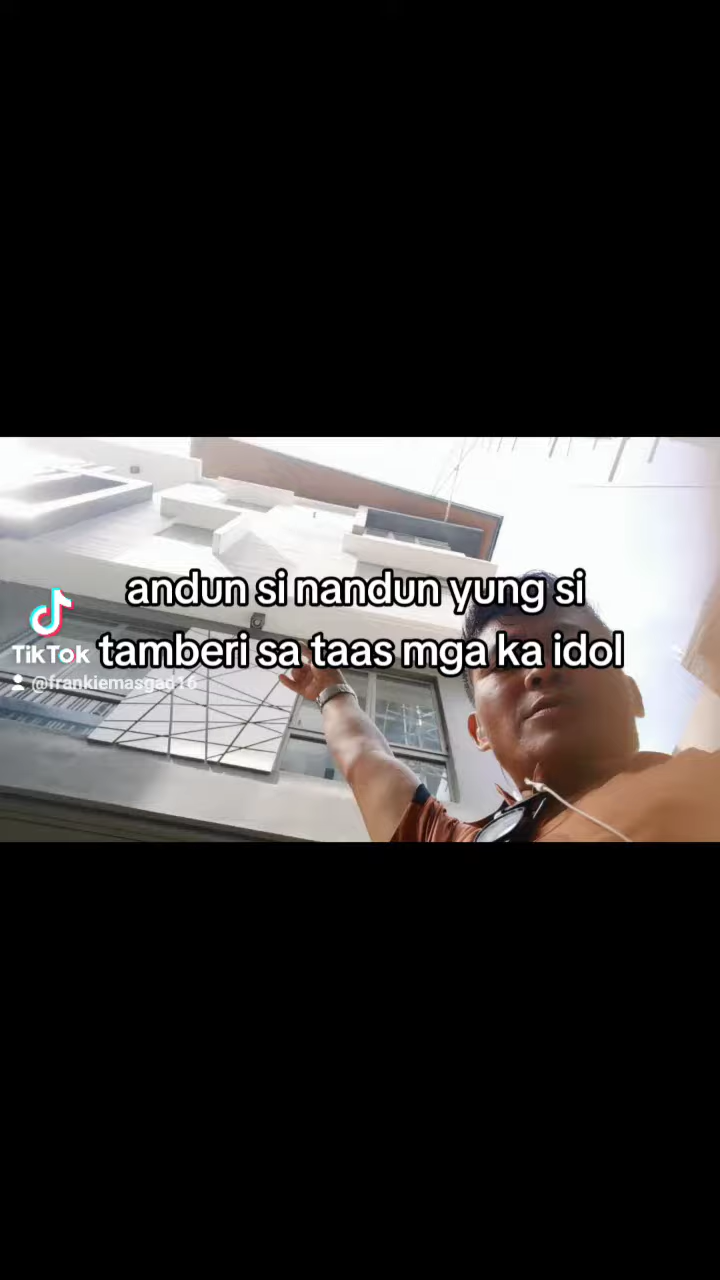 andun si nandun yung si
tamberi sa taas mga ka idol
TikTok
@frankiemasgad16